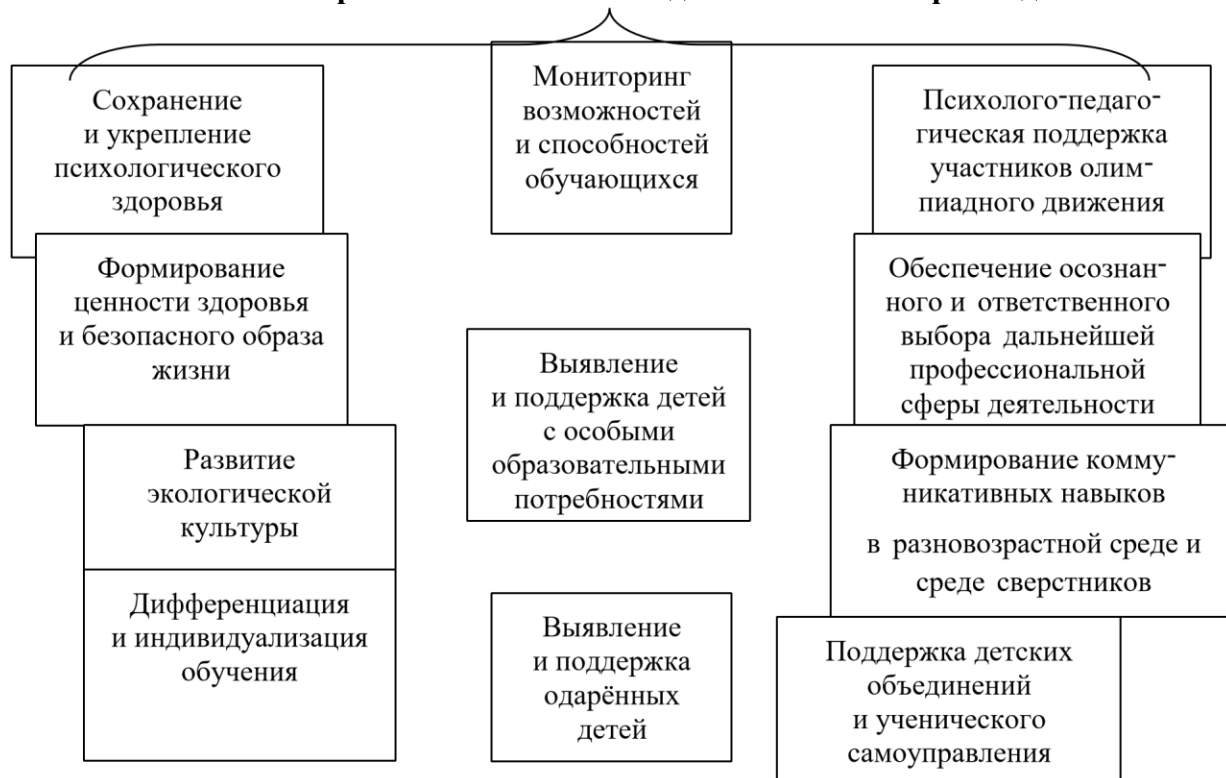 Сохранение
и укрепление
психологического
здоровья
Формирование
ценности здоровья
и безопасного образа
жизни
Развитие
экологической
культуры
Дифференциация
и индивидуализация
обучения
Мониторинг
возможностей
и способностей
обучающихся
Выявление
и поддержка детей
с особыми
образовательными
потребностями
Выявление
и поддержка
одарённых
детей
Психолого-педаго-
гическая поддержка
участников олим-
пиадного движения
Обеспечение осознан-
ного и ответственного
выбора дальнейшей
профессиональной
сферы деятельности
Формирование комму-
никативных навыков
в разновозрастной среде и
среде сверстников
Поддержка детских
объединений
и ученического
самоуправления